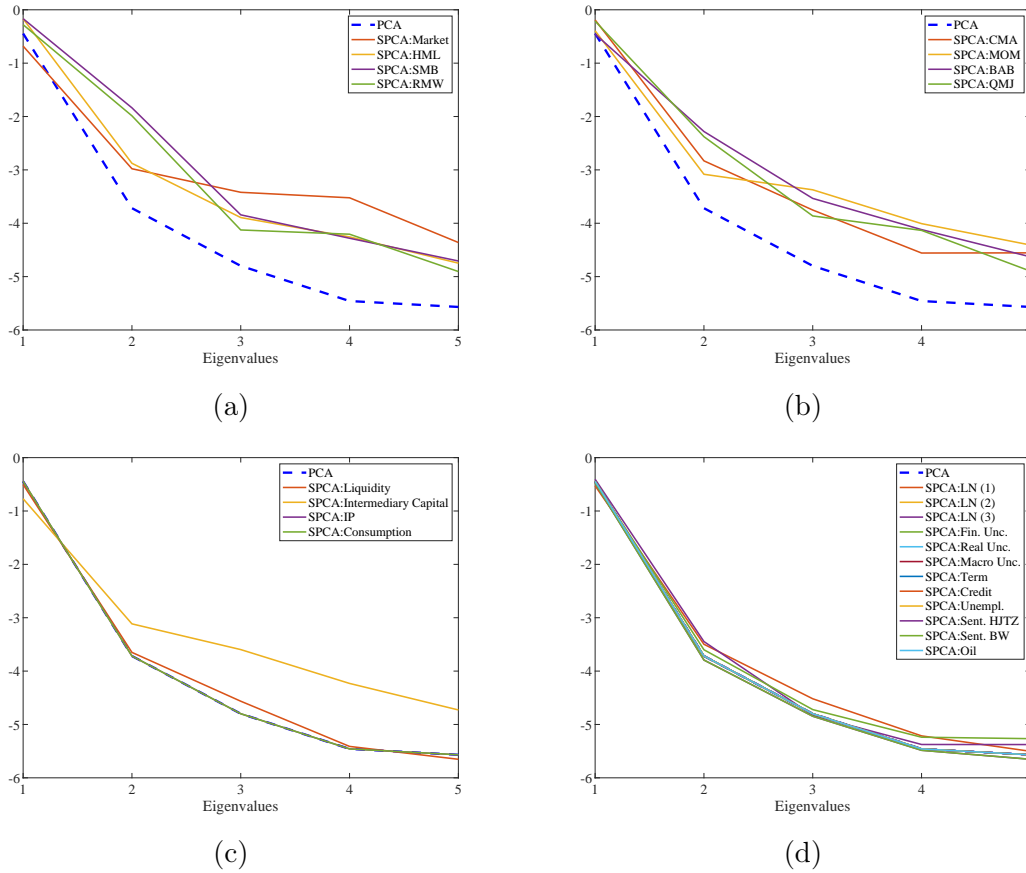 0
-1
-2
-3
-4
-5
-6
1
2
3
4
5
Eigenvalues
PCA
SPCA:Market
SPCA:HML
SPCA:SMB
SPCA:RMW
(a)
0
-1
-2
-3
-4
-5
-6
1
2
3
4
Eigenvalues
PCA
SPCA:CMA
SPCA:MOM
SPCA:BAB
SPCA:QMJ
(b)
0
-1
-2
-3
-4
-5
-6
1
2
3
4
5
Eigenvalues
PCA
SPCA:Liquidity
SPCA:Intermediary Capital
SPCA:IP
SPCA:Consumption
(c)
0
-1
-2
-3
-4
-5
-6
1
2
3
4
Eigenvalues
PCA
SPCA:LN (1)
SPCA:LN (2)
SPCA:LN (3)
SPCA:Fin. Unc.
SPCA:Real Unc.
SPCA:Macro Unc.
SPCA:Term
SPCA:Credit
SPCA:Unempl.
SPCA:Sent. HJTZ
SPCA:Sent. BW
SPCA:Oil
(d)